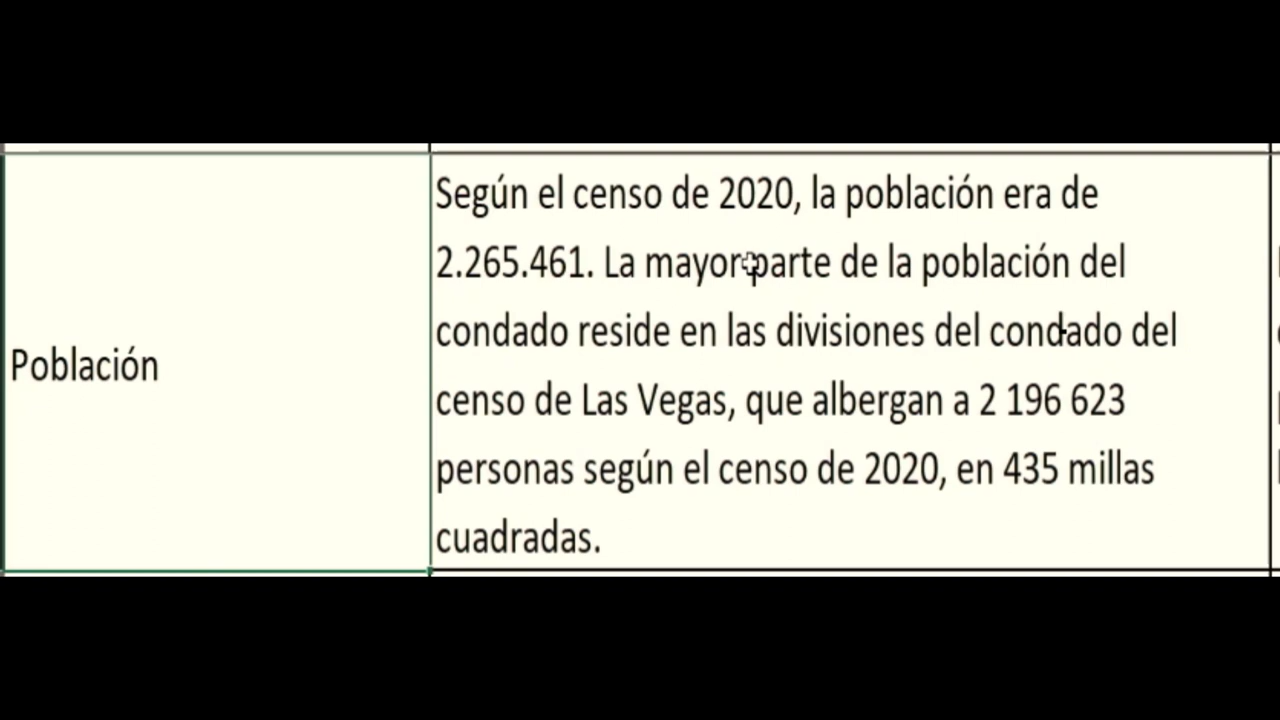 Población
Según el censo de 2020, la población era de
2.265.461. La mayor parte de la población del
condado reside en las divisiones del condado del
censo de Las Vegas, que albergan a 2 196 623
personas según el censo de 2020, en 435 millas
cuadradas.